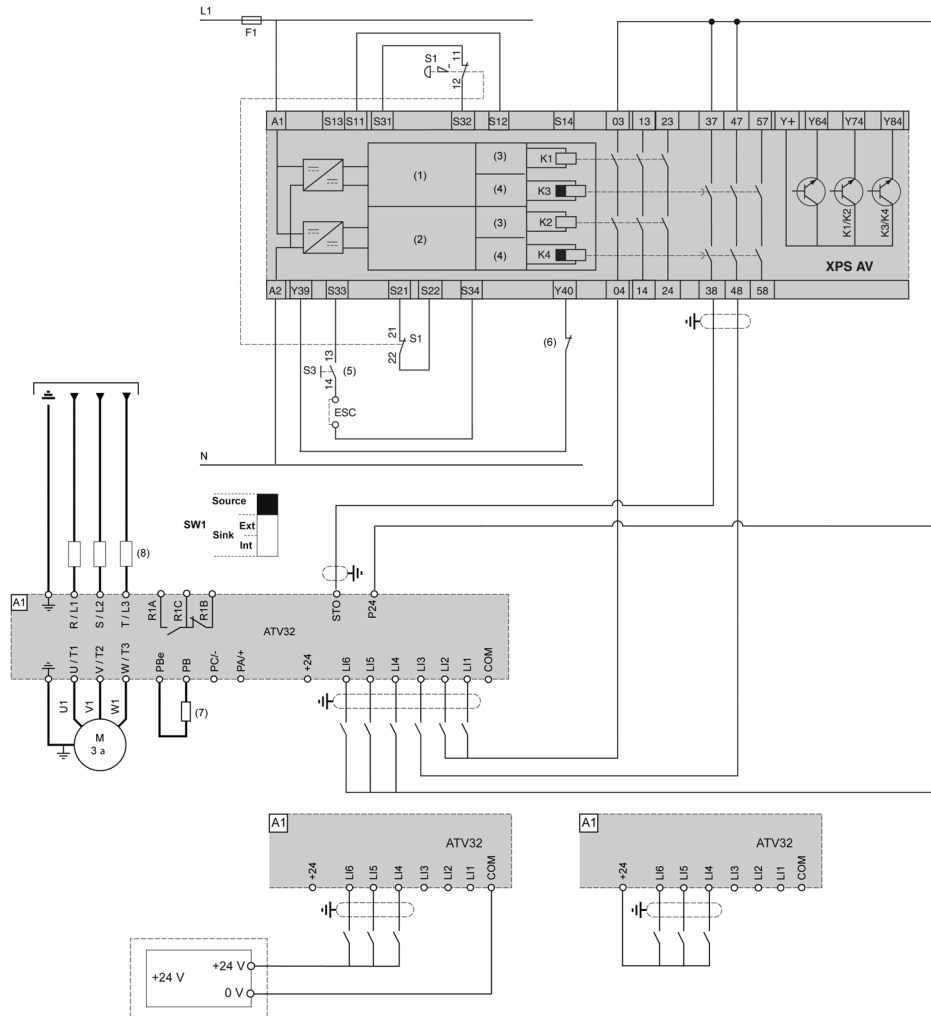 L1
F1
S1
11
12
A1 S13 S11 S31 S32 S12 S14 03 13 23 37 47 57 Y+ Y64 Y74 Y84
(1)
(2)
(3)
(4)
(3)
(4)
K1
K3
K2
K4
K1/K2
K3/K4
XPS AV
A2 Y39 S33 S21 S22 S34 Y40 04 14 24 38 48 58
21
22
S1
(6)
S3
13
14
(5)
ESC
N
Source
SW1
Sink
Ext
Int
(8)
A1
R / L1
S / L2
T / L3
R1A
R1C
R1B
STO
P24
ATV32
U / T1
V / T2
W / T3
PBe
PB
PC/-
PA/+
+24
LI6
LI5
LI4
LI3
LI2
LI1
COM
U1
V1
W1
M
3 a
(7)
A1
ATV32
+24
LI6
LI5
LI4
LI3
LI2
LI1
COM
+24 V
+24 V
0 V
A1
ATV32
+24
LI6
LI5
LI4
LI3
LI2
LI1
COM